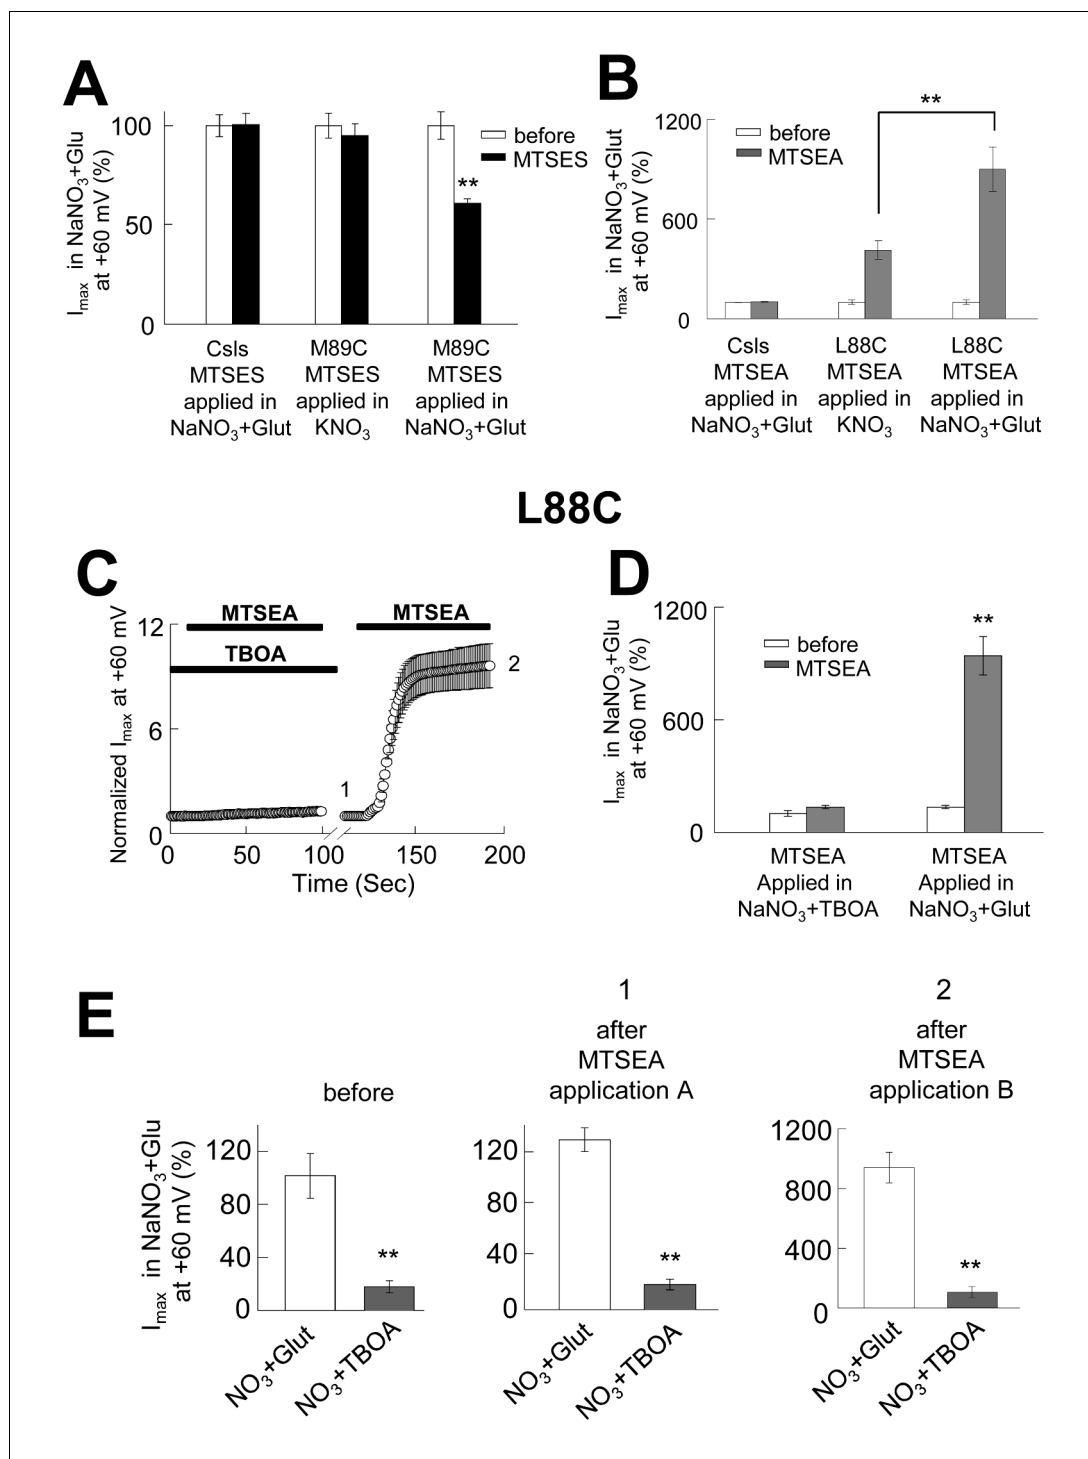 A
I_max in NaNO3+Glu
at +60 mV (%)
100
50
0
before
MTSES
**
Csls
MTSES
applied in
NaNO3+Glut
M89C
MTSES
applied in
KNO3
M89C
MTSES
applied in
NaNO3+Glut
B
I_max in NaNO3+Glut
at +60 mV (%)
1200
600
0
before
MTSEA
**
Csls
MTSEA
applied in
NaNO3+Glut
L88C
MTSEA
applied in
KNO3
L88C
MTSEA
applied in
NaNO3+Glut
L88C
C
Normalized I_max at +60 mV
12
6
0
MTSEA
TBOA
MTSEA
1
2
0 50 100 150 200
Time (Sec)
D
I_max in NaNO3+Glu
at +60 mV (%)
1200
600
0
before
MTSEA
**
MTSEA
Applied in
NaNO3+TBOA
MTSEA
Applied in
NaNO3+Glut
E
I_max in NaNO3+Glu
at +60 mV (%)
before
120
80
40
0
**
NO3+Glut
NO3+TBOA
1
after
MTSEA
application A
120
80
40
0
**
NO3+Glut
NO3+TBOA
2
after
MTSEA
application B
1200
800
400
0
**
NO3+Glut
NO3+TBOA